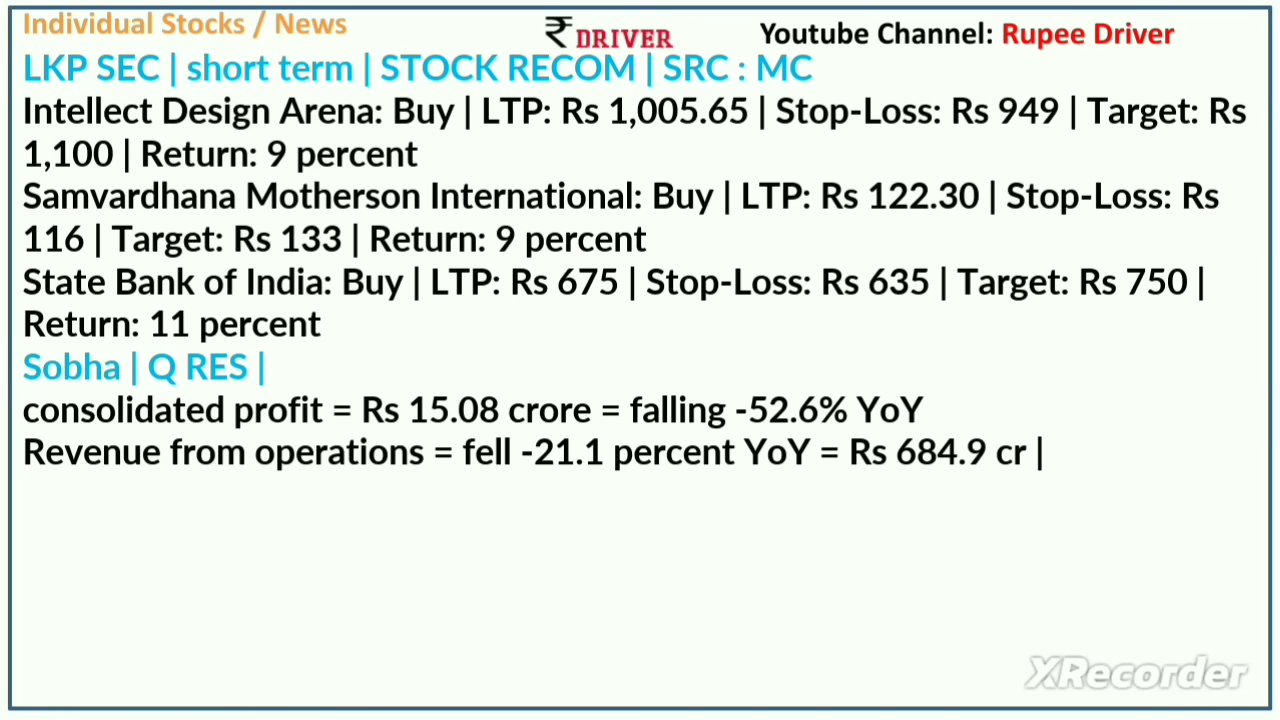 Individual Stocks / News
₹ DRIVER
Youtube Channel: Rupee Driver
LKP SEC | short term | STOCK RECOM | SRC : MC
Intellect Design Arena: Buy | LTP: Rs 1,005.65 | Stop-Loss: Rs 949 | Target: Rs
1,100 | Return: 9 percent
Samvardhana Motherson International: Buy | LTP: Rs 122.30 | Stop-Loss: Rs
116 | Target: Rs 133 | Return: 9 percent
State Bank of India: Buy | LTP: Rs 675 | Stop-Loss: Rs 635 | Target: Rs 750 |
Return: 11 percent
Sobha | Q RES |
consolidated profit = Rs 15.08 crore = falling -52.6% YoY
Revenue from operations = fell -21.1 percent YoY = Rs 684.9 cr |
XRecorder